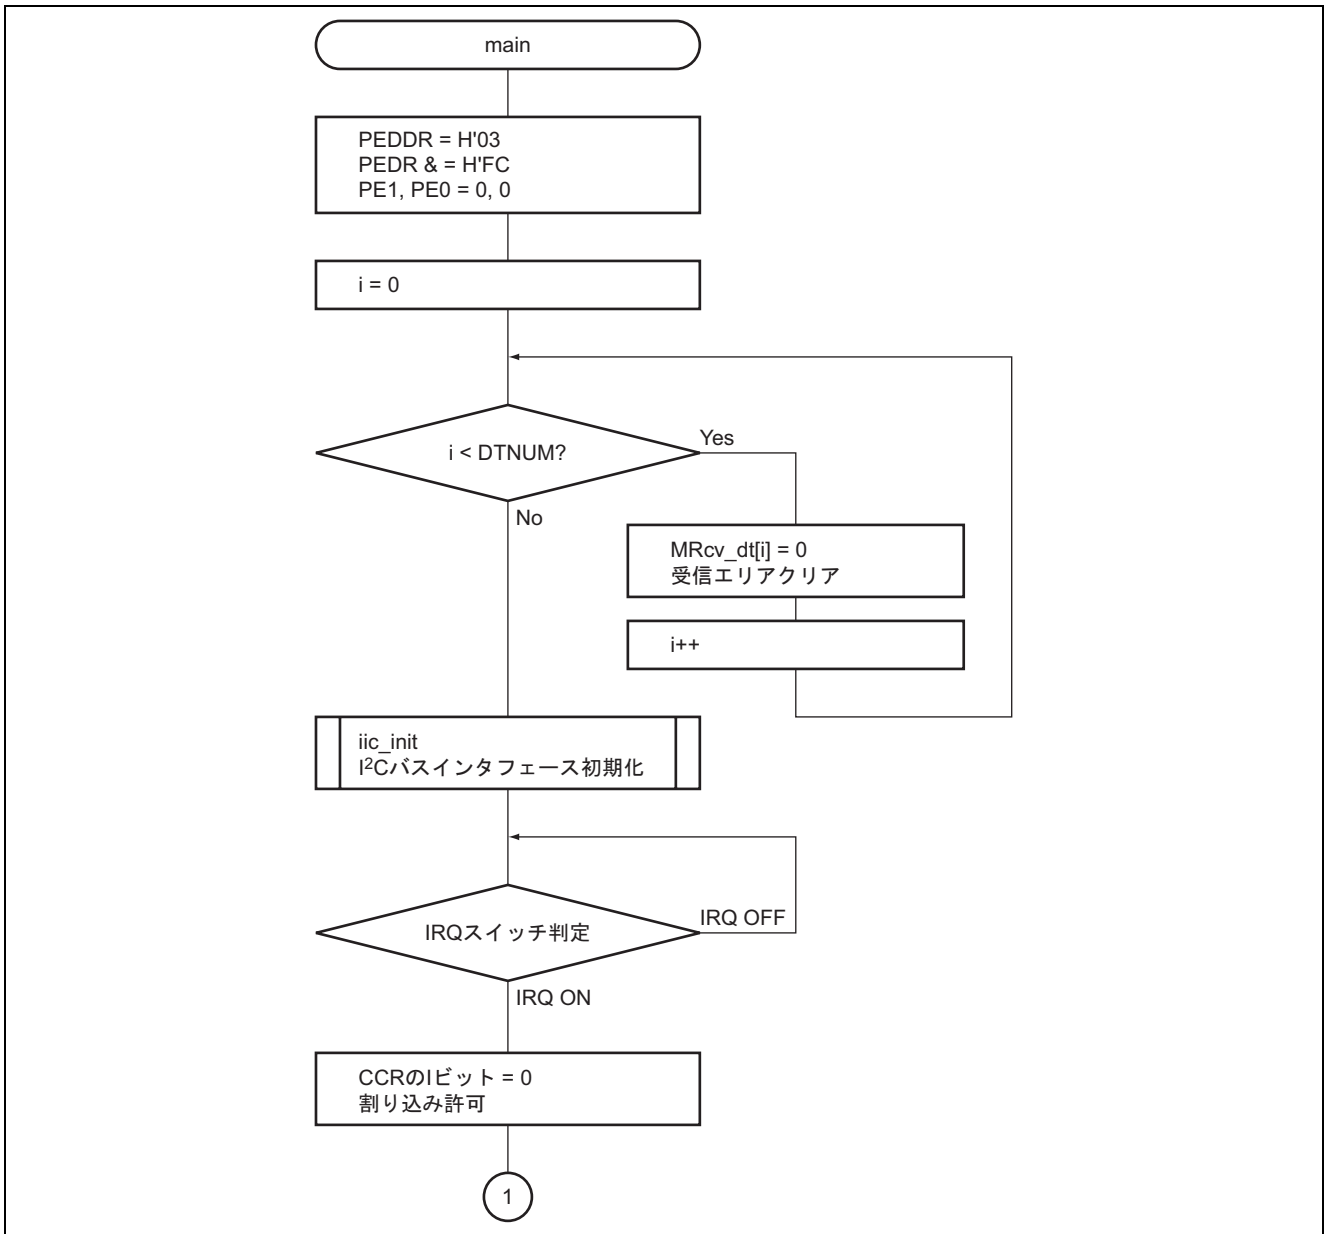 main
PEDDR = H'03
PEDR & = H'FC
PE1, PE0 = 0, 0
i = 0
i < DTNUM?
Yes
No
MRcv_dt[i] = 0
受信エリアクリア
i++
iic_init
I²Cバスインタフェース初期化
IRQスイッチ判定
IRQ OFF
IRQ ON
CCRのIビット = 0
割り込み許可
1